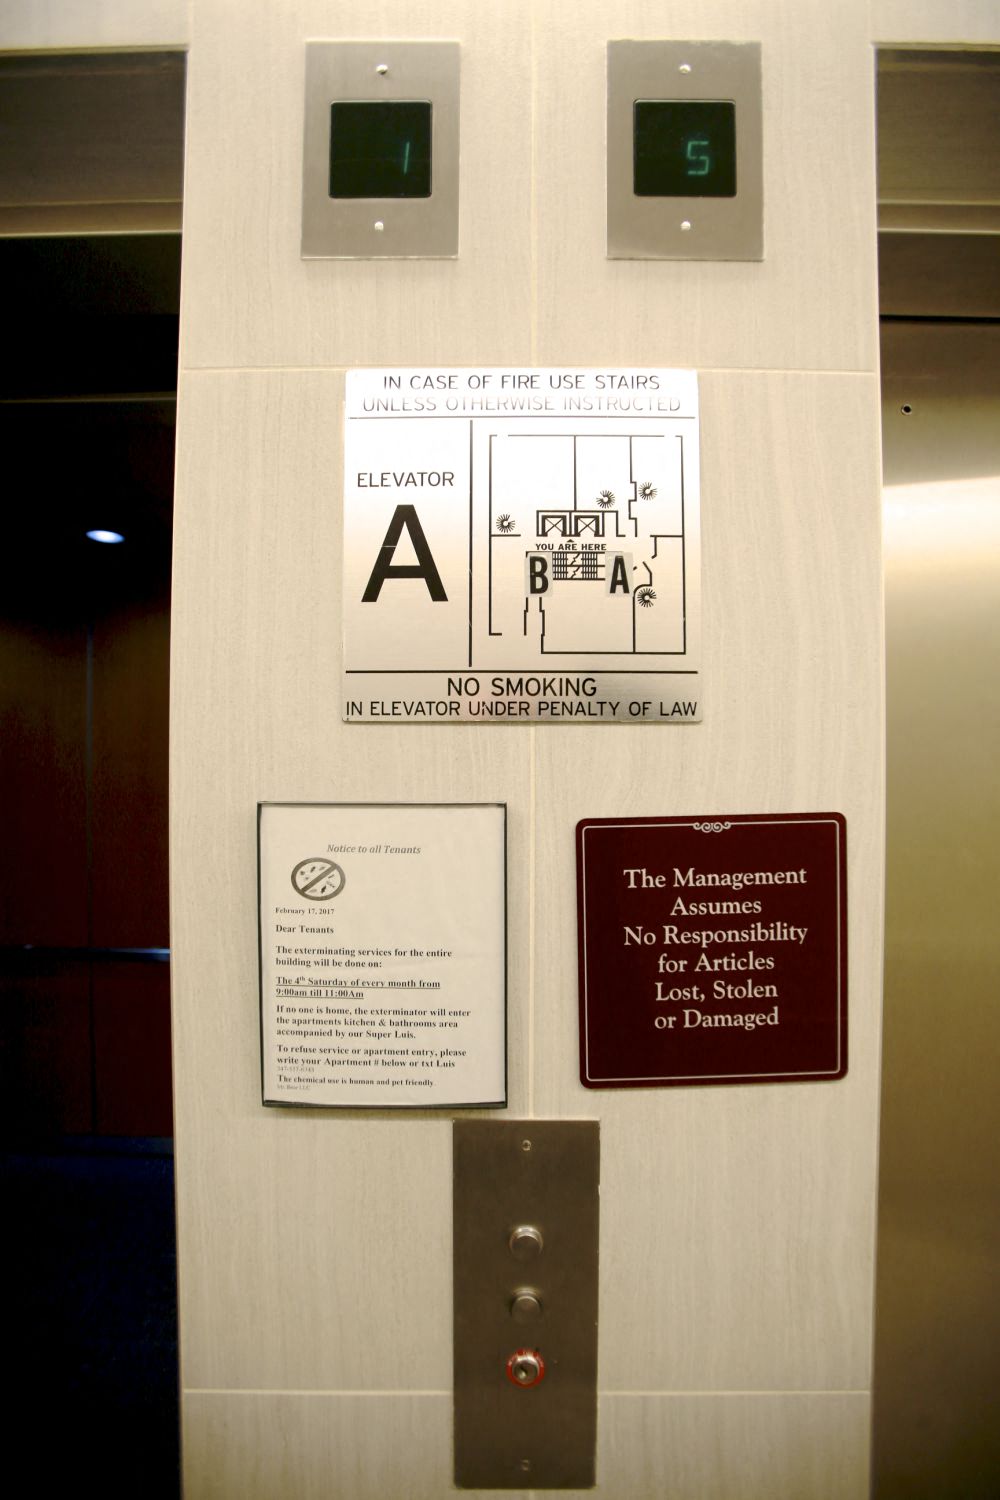 1
5
IN CASE OF FIRE USE STAIRS
UNLESS OTHERWISE INSTRUCTED
ELEVATOR
A
YOU ARE HERE
B
A
NO SMOKING
IN ELEVATOR UNDER PENALTY OF LAW
Notice to all Tenants
February 17, 2017
Dear Tenants
The exterminating services for the entire
building will be done on:
The 4th Saturday of every month from
9:00am till 11:00Am
If no one is home, the exterminator will enter
the apartments kitchen & bathrooms area
accompanied by our Super Luis.
To refuse service or apartment entry, please
write your Apartment # below or txt Luis
The chemical use is human and pet friendly.
The Management
Assumes
No Responsibility
for Articles
Lost, Stolen
or Damaged